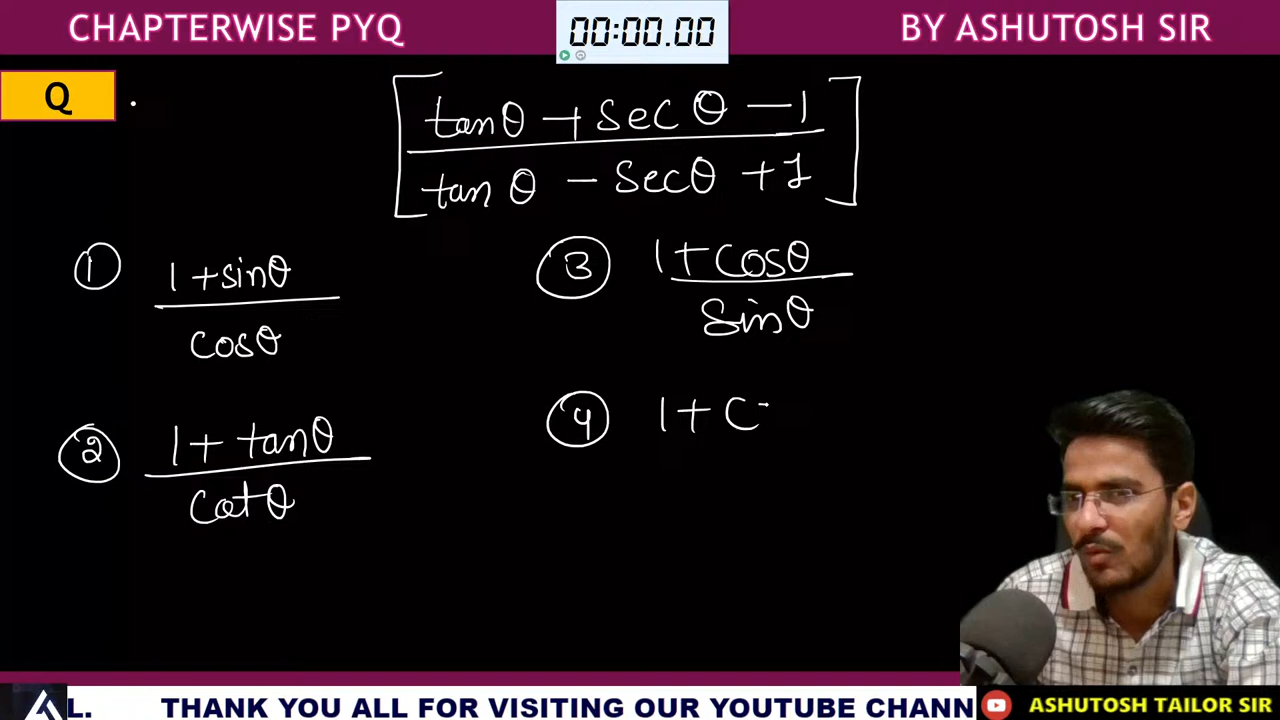 CHAPTERWISE PYQ
00:00.00
BY ASHUTOSH SIR
Q .
[tanθ + secθ − 1
tanθ − secθ + 1]
① 1 + sinθ
cosθ
③ 1 + cosθ
sinθ
② 1 + tanθ
cotθ
④ 1 + C
L. THANK YOU ALL FOR VISITING OUR YOUTUBE CHANN
ASHUTOSH TAILOR SIR